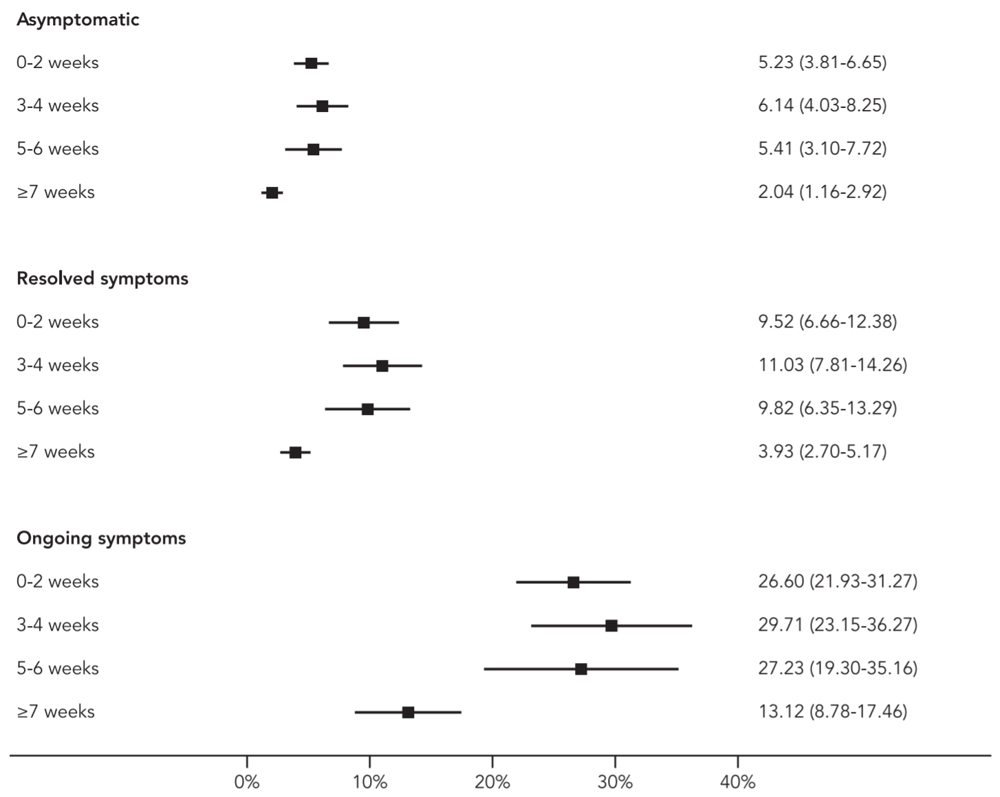 Asymptomatic
0-2 weeks 5.23 (3.81-6.65)
3-4 weeks 6.14 (4.03-8.25)
5-6 weeks 5.41 (3.10-7.72)
≥7 weeks 2.04 (1.16-2.92)
Resolved symptoms
0-2 weeks 9.52 (6.66-12.38)
3-4 weeks 11.03 (7.81-14.26)
5-6 weeks 9.82 (6.35-13.29)
≥7 weeks 3.93 (2.70-5.17)
Ongoing symptoms
0-2 weeks 26.60 (21.93-31.27)
3-4 weeks 29.71 (23.15-36.27)
5-6 weeks 27.23 (19.30-35.16)
≥7 weeks 13.12 (8.78-17.46)
0% 10% 20% 30% 40%